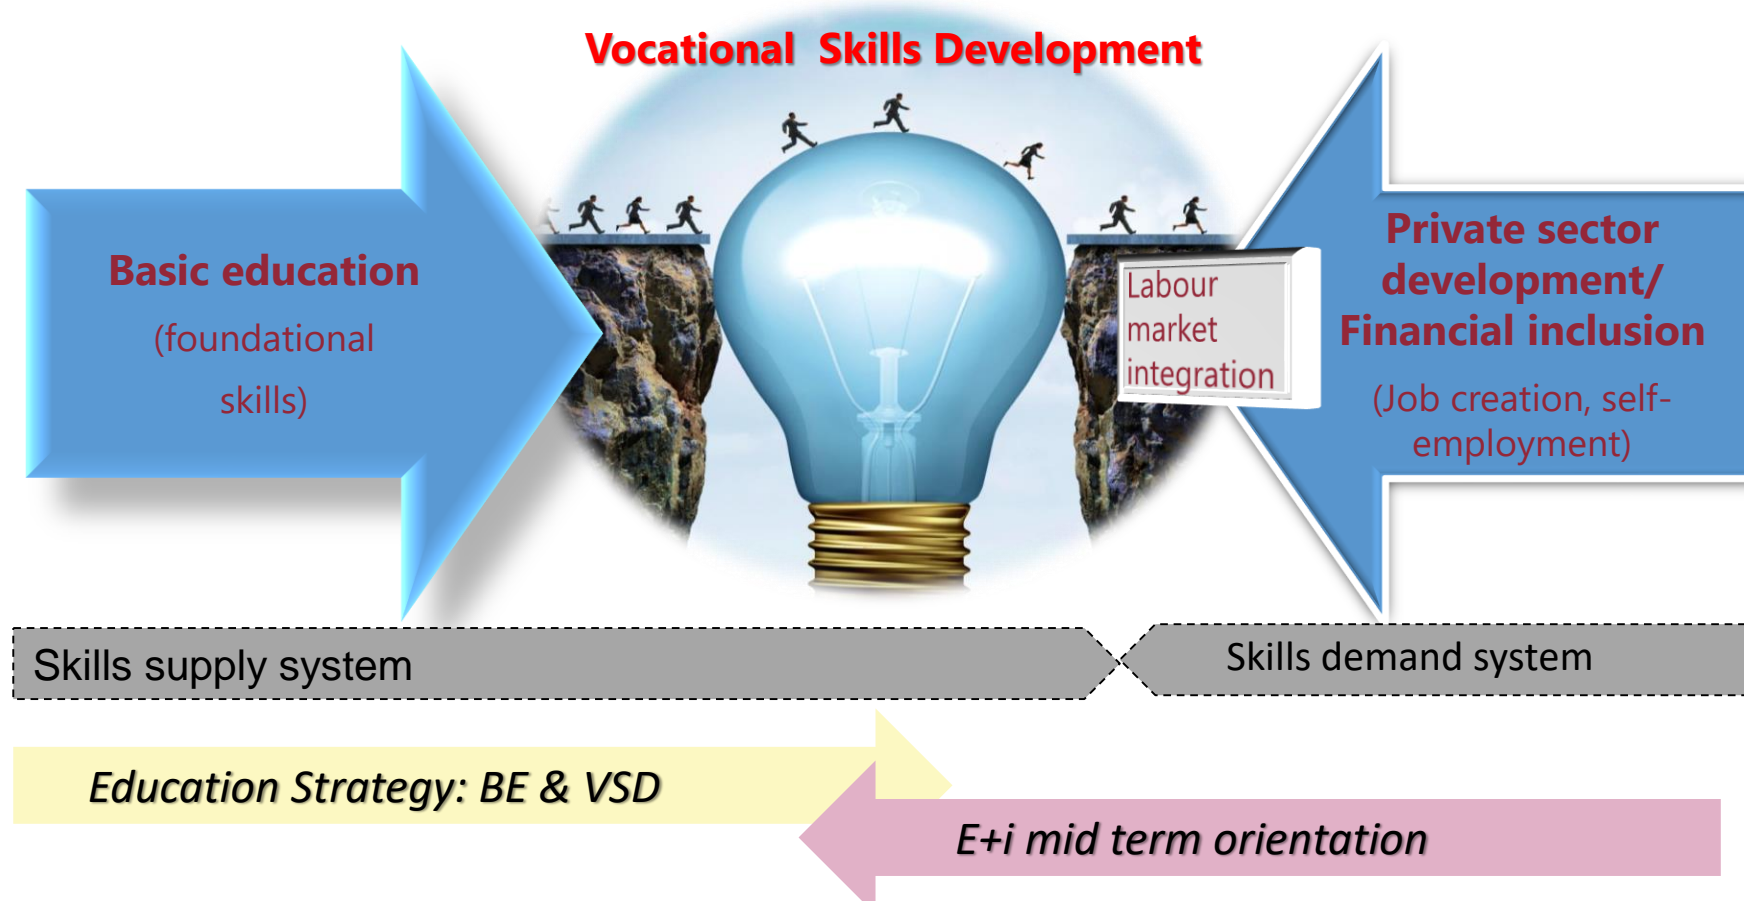 Vocational  Skills Development
Basic education
(foundational
skills)
Labour
market
integration
Private sector
development/
Financial inclusion
(Job creation, self-
employment)
Skills supply system
Skills demand system
Education Strategy: BE & VSD
E+i mid term orientation